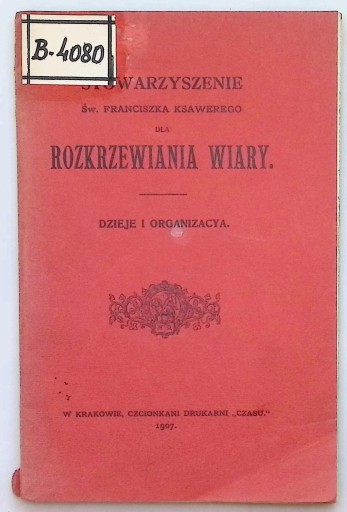 B-4080
STOWARZYSZENIE
ŚW. FRANCISZKA KSAWEREGO
DLA
ROZKRZEWIANIA WIARY.
DZIEJE I ORGANIZACYA.
W KRAKOWIE, CZCIONKAMI DRUKARNI „CZASU.”
1907.